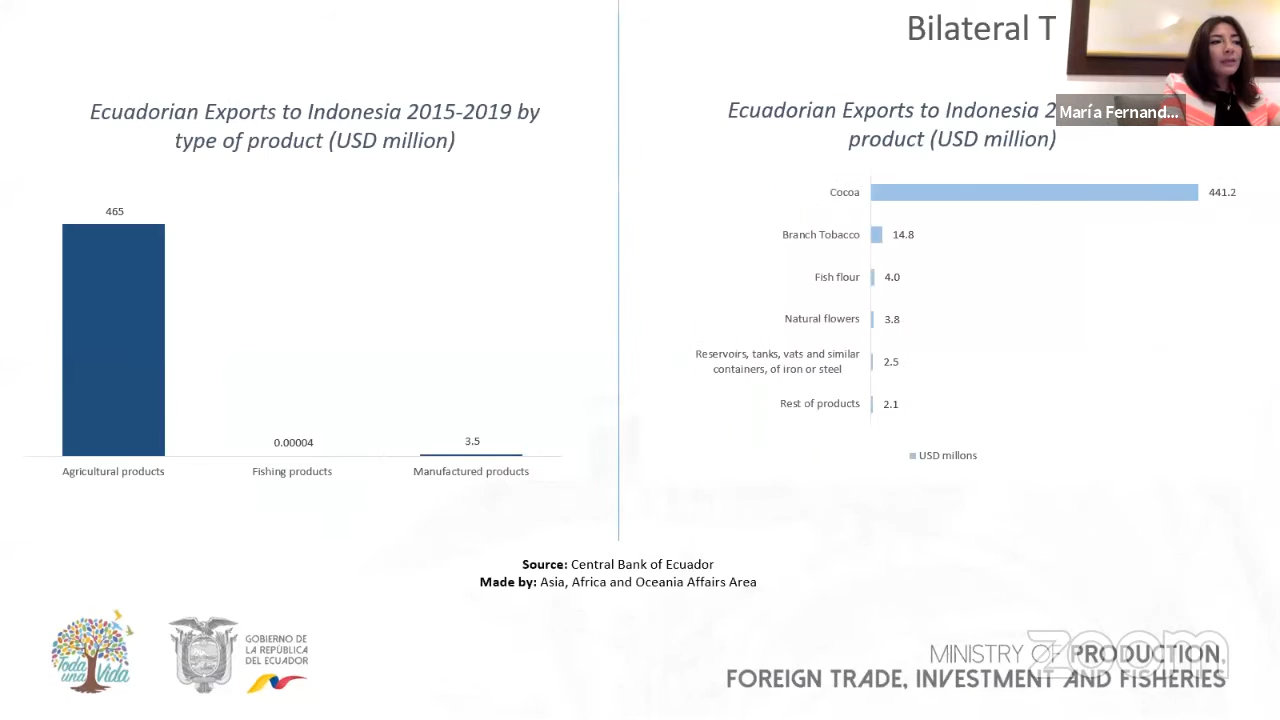 Bilateral T
María Fernand...
Ecuadorian Exports to Indonesia 2015-2019 by
type of product (USD million)
465
0.00004
3.5
Agricultural products
Fishing products
Manufactured products
Ecuadorian Exports to Indonesia 2
product (USD million)
Cocoa
441.2
Branch Tobacco
14.8
Fish flour
4.0
Natural flowers
3.8
Reservoirs, tanks, vats and similar
containers, of iron or steel
2.5
Rest of products
2.1
USD millons
Source: Central Bank of Ecuador
Made by: Asia, Africa and Oceania Affairs Area
Toda
una Vida
GOBIERNO DE
LA REPÚBLICA
DEL ECUADOR
zoom
MINISTRY OF PRODUCTION,
FOREIGN TRADE, INVESTMENT AND FISHERIES